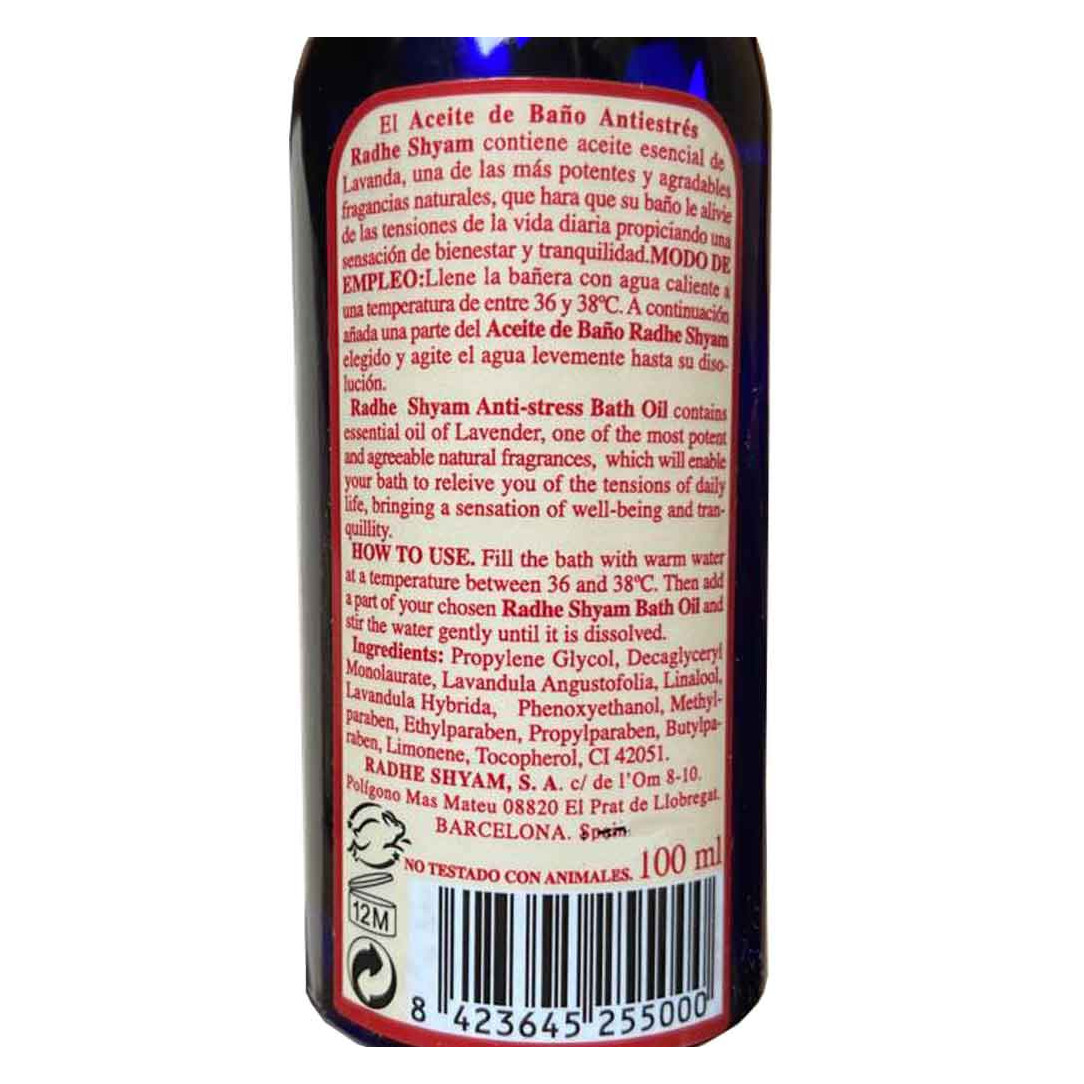 El Aceite de Baño Antiestrés
Radhe Shyam contiene aceite esencial de
Lavanda, una de las más potentes y agradables
fragancias naturales, que hara que su baño le alivie
de las tensiones de la vida diaria propiciando una
sensación de bienestar y tranquilidad.MODO DE
EMPLEO:Llene la bañera con agua caliente a
una temperatura de entre 36 y 38ºC. A continuación
añada una parte del Aceite de Baño Radhe Shyam
elegido y agite el agua levemente hasta su diso-
lución.
Radhe Shyam Anti-stress Bath Oil contains
essential oil of Lavender, one of the most potent
and agreeable natural fragrances, which will enable
your bath to releive you of the tensions of daily
life, bringing a sensation of well-being and tran-
quillity.
HOW TO USE. Fill the bath with warm water
at a temperature between 36 and 38ºC. Then add
a part of your chosen Radhe Shyam Bath Oil and
stir the water gently until it is dissolved.
Ingredients: Propylene Glycol, Decaglyceryl
Monolaurate, Lavandula Angustofolia, Linalool,
Lavandula Hybrida, Phenoxyethanol, Methyl-
paraben, Ethylparaben, Propylparaben, Butylpa-
raben, Limonene, Tocopherol, CI 42051.
RADHE SHYAM, S. A. c/ de l'Om 8-10.
Polígono Mas Mateu 08820 El Prat de Llobregat.
BARCELONA. Spain.
NO TESTADO CON ANIMALES. 100 ml
12M
8 423645 255000